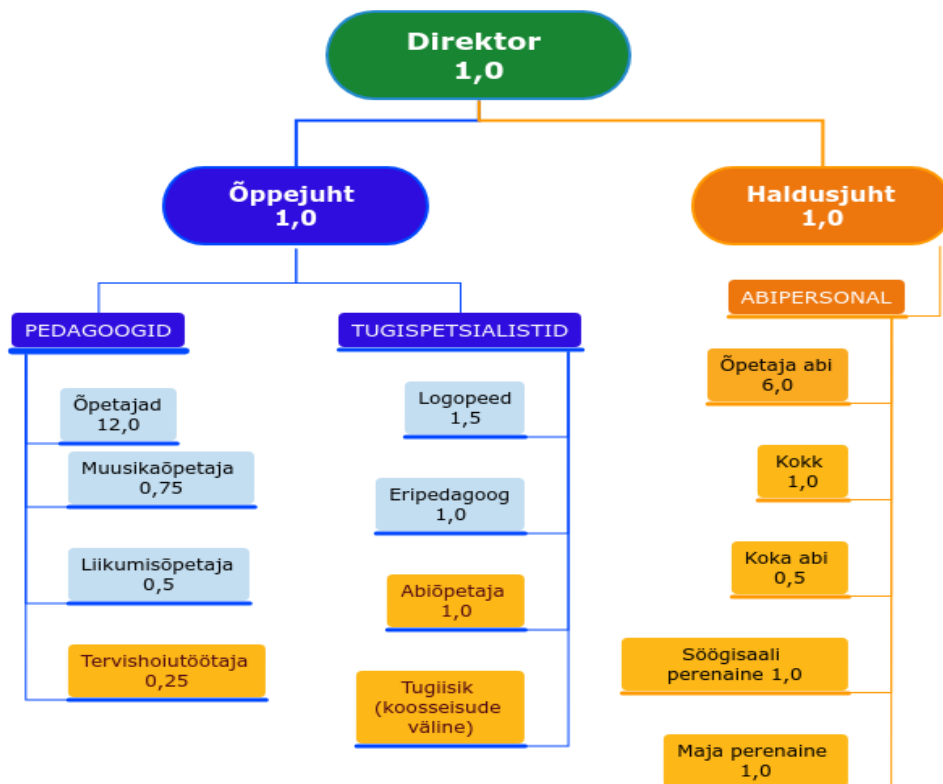 Direktor
1,0
Õppejuht
1,0
Haldusjuht
1,0
PEDAGOOGID
Õpetajad
12,0
Muusikaõpetaja
0,75
Liikumisõpetaja
0,5
Tervishoiutöötaja
0,25
TUGISPETSIALISTID
Logopeed
1,5
Eripedagoog
1,0
Abiõpetaja
1,0
Tugiisik
(koosseisude
väline)
ABIPERSONAL
Õpetaja abi
6,0
Kokk
1,0
Koka abi
0,5
Söögisaali
perenaine 1,0
Maja perenaine
1,0